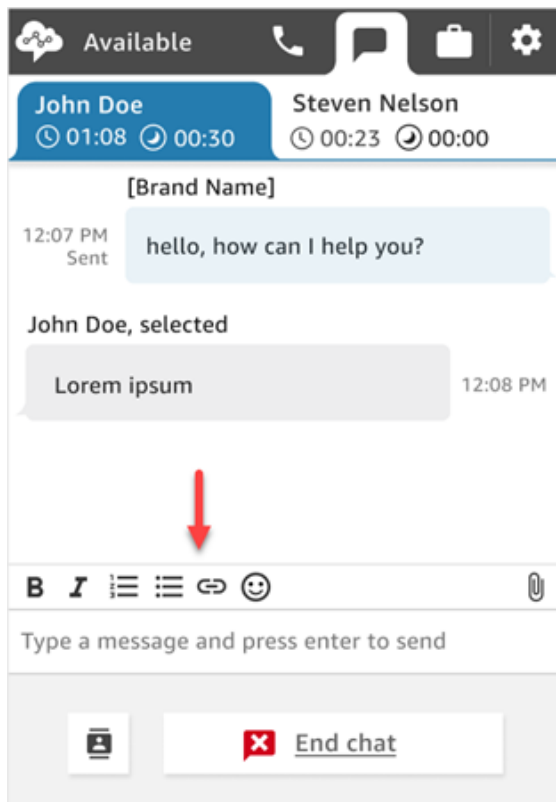 Available
John Doe
01:08 00:30
Steven Nelson
00:23 00:00
[Brand Name]
12:07 PM
Sent
hello, how can I help you?
John Doe, selected
Lorem ipsum
12:08 PM
B I
Type a message and press enter to send
End chat